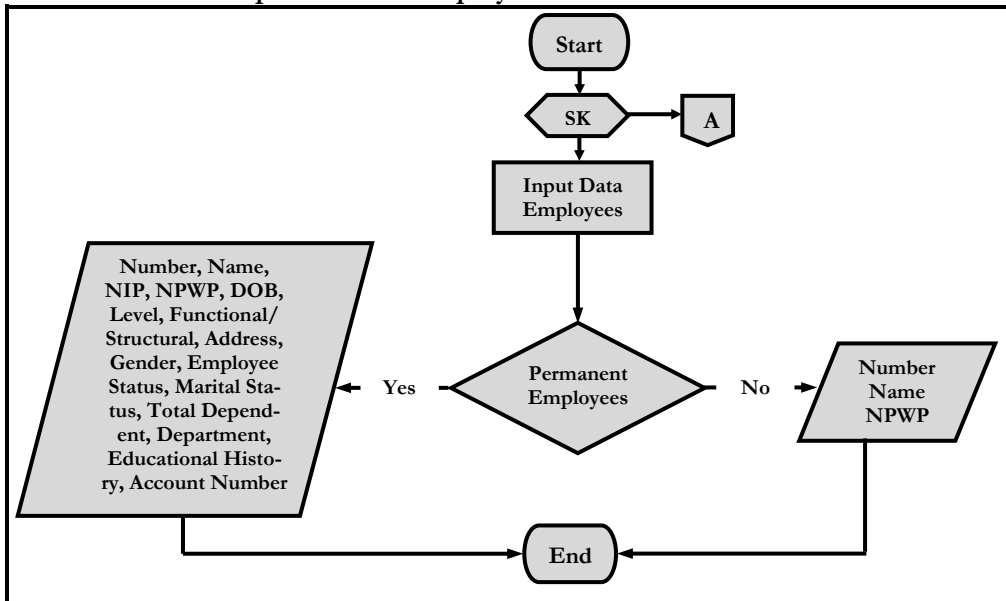 Start
SK
A
Input Data
Employees
Number, Name,
NIP, NPWP, DOB,
Level, Functional/
Structural, Address,
Gender, Employee
Status, Marital Sta-
tus, Total Depend-
ent, Department,
Educational Histo-
ry, Account Number
Yes
Permanent
Employees
No
Number
Name
NPWP
End